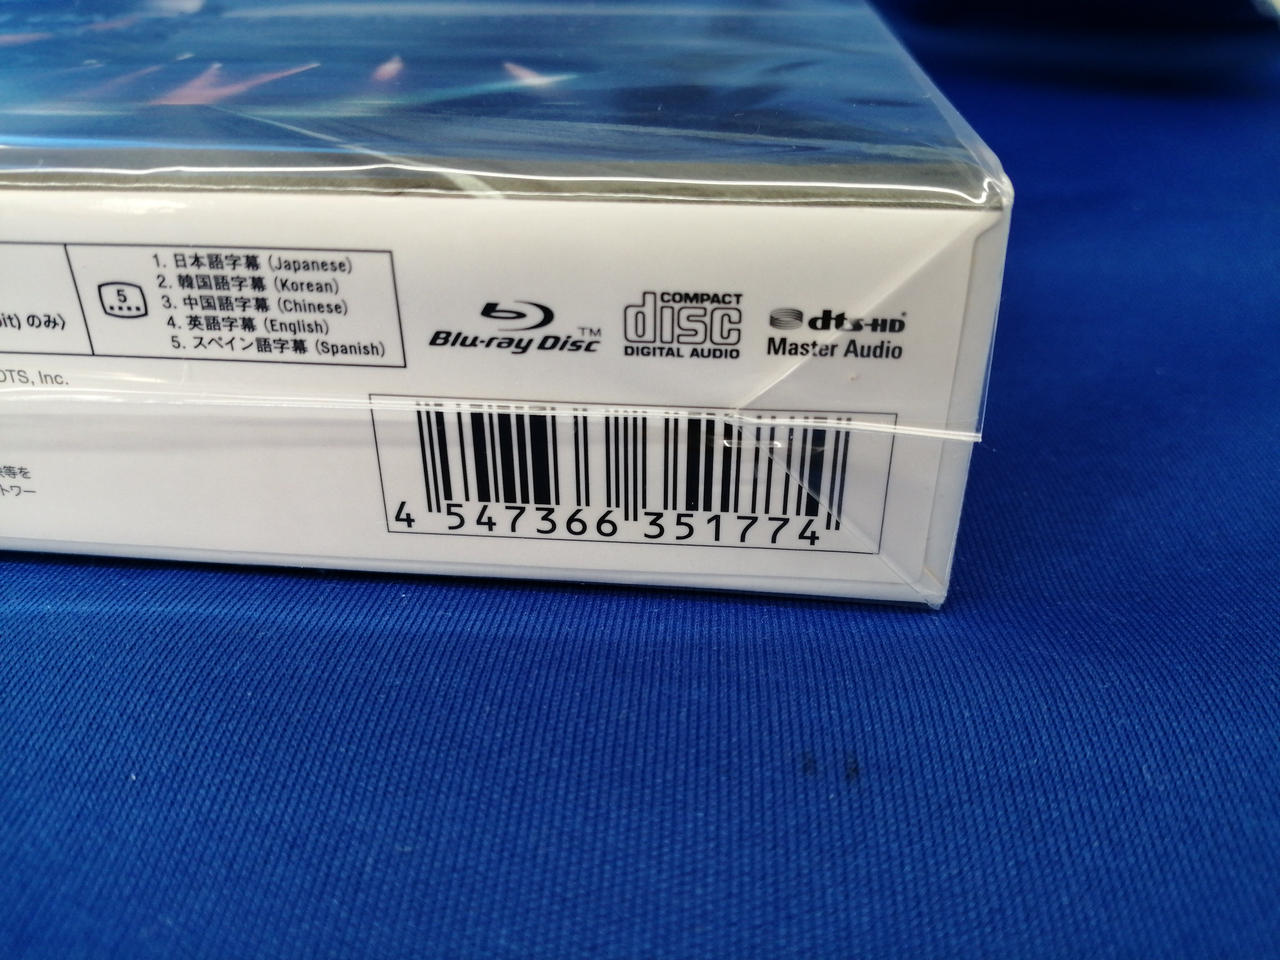 1. 日本語字幕 (Japanese)
2. 韓国語字幕 (Korean)
3. 中国語字幕 (Chinese)
4. 英語字幕 (English)
5. スペイン語字幕 (Spanish)
5
のみ)
Blu-ray Disc™
COMPACT
disc
DIGITAL AUDIO
dts-HD®
Master Audio
DTS, Inc.
等を
トワー
4 547366 351774